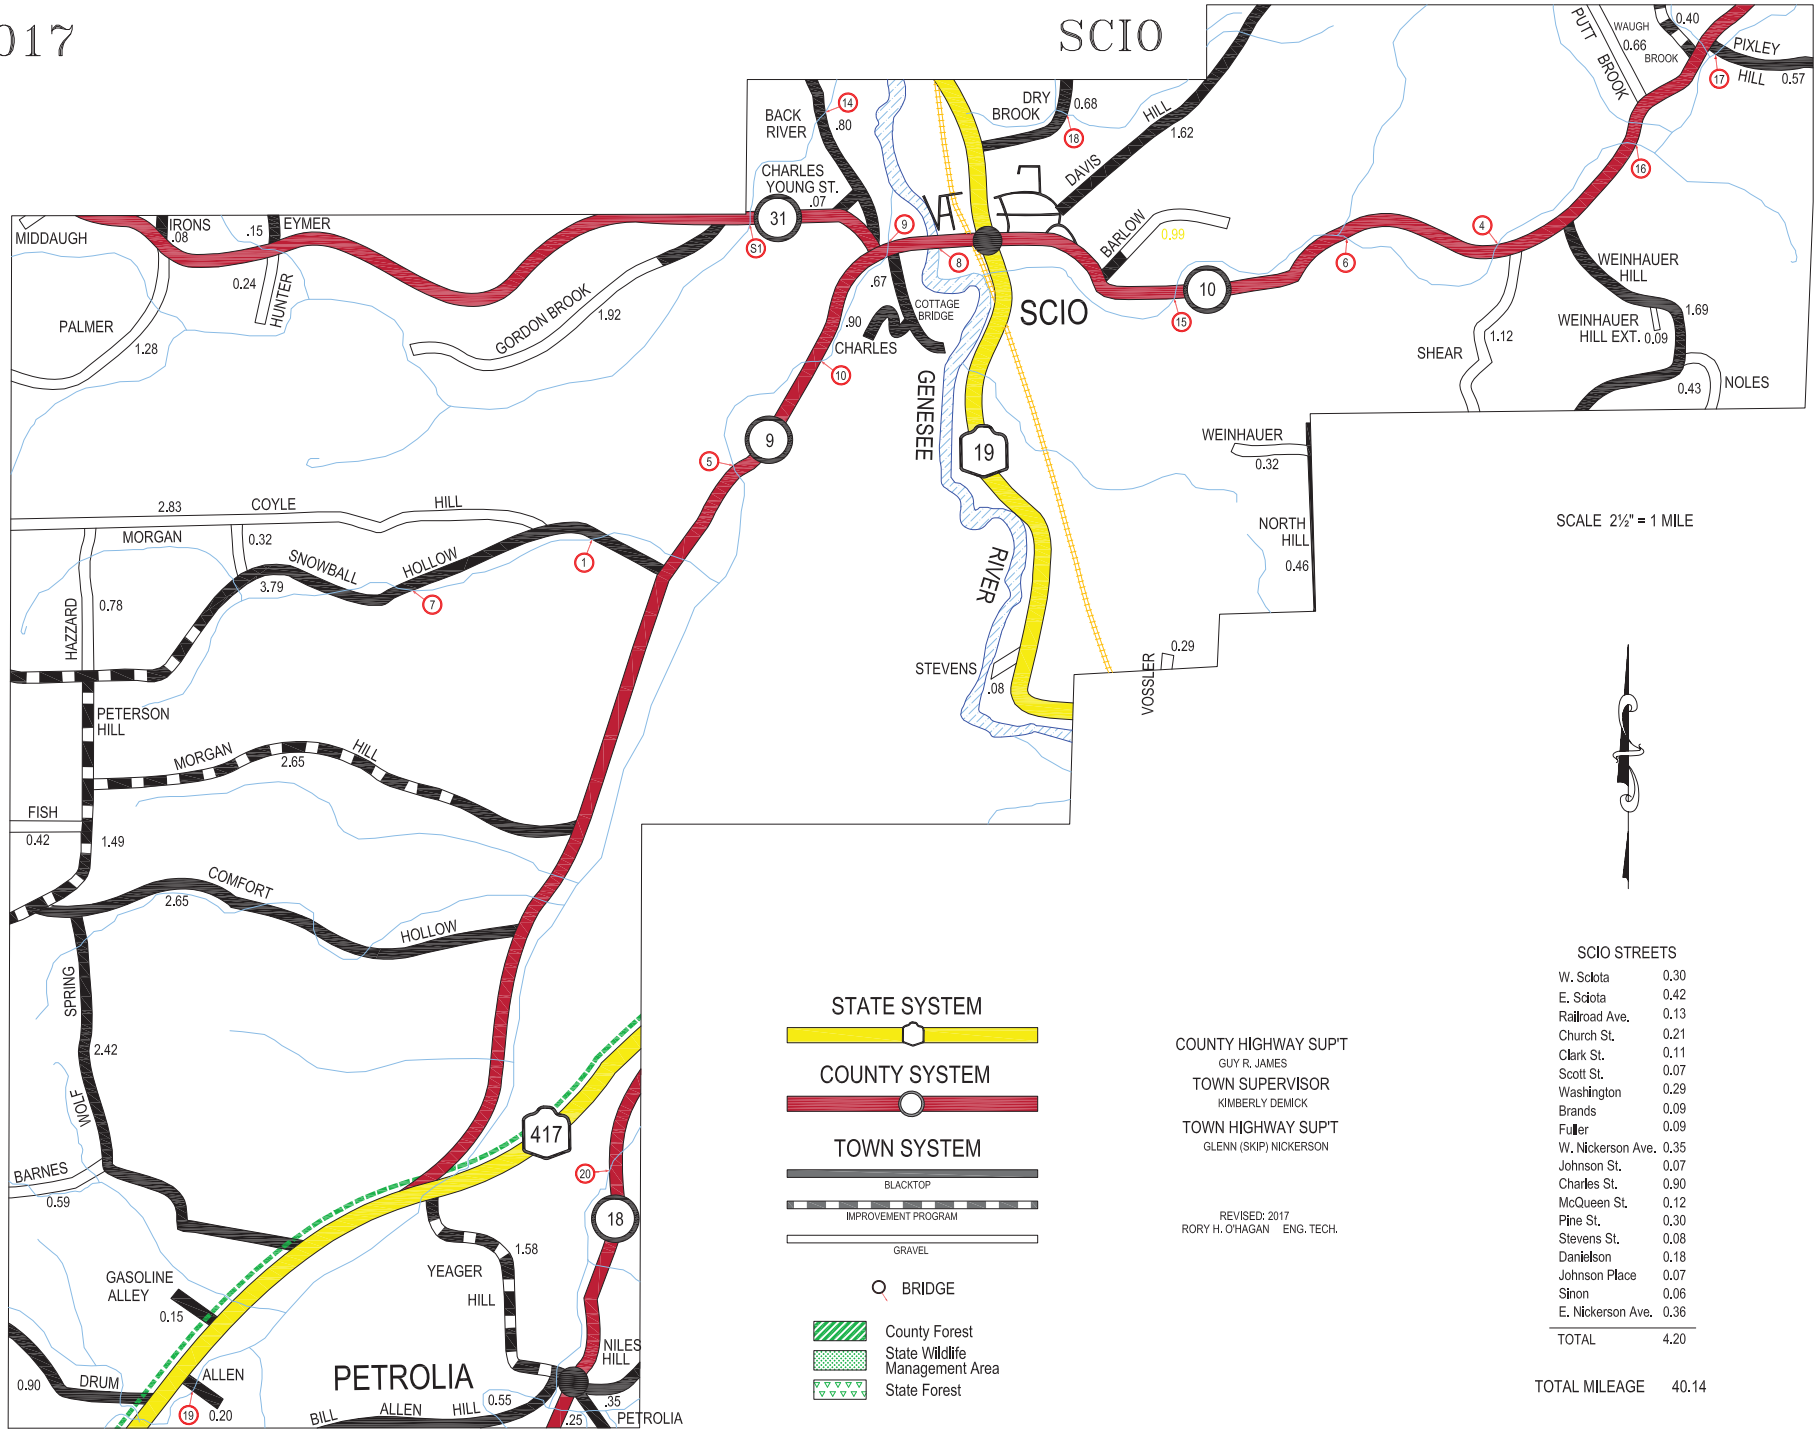 017
SCIO
PUTT
BROOK
WAUGH
0.66
BROOK
0.40
PIXLEY
HILL
0.57
17
BACK
RIVER
14
.80
DRY
BROOK
0.68
18
HILL
1.62
DAVIS
16
CHARLES
YOUNG ST.
.07
31
S1
9
8
BARLOW
0.99
4
6
MIDDAUGH
IRONS
.08
.15
EYMER
0.24
HUNTER
PALMER
1.28
GORDON BROOK
1.92
.67
COTTAGE
BRIDGE
.90
CHARLES
10
SCIO
10
15
WEINHAUER
HILL
1.69
WEINHAUER
HILL EXT.
0.09
SHEAR
1.12
0.43
NOLES
GENESEE
9
5
19
WEINHAUER
0.32
NORTH
HILL
0.46
SCALE 2½" = 1 MILE
2.83
COYLE
HILL
MORGAN
0.32
SNOWBALL
HOLLOW
3.79
1
7
HAZZARD
0.78
RIVER
STEVENS
.08
VOSSLER
0.29
PETERSON
HILL
MORGAN
HILL
2.65
FISH
0.42
1.49
COMFORT
2.65
HOLLOW
SPRING
2.42
WOLF
BARNES
0.59
417
20
18
YEAGER
HILL
1.58
GASOLINE
ALLEY
0.15
NILES
HILL
PETROLIA
0.90
DRUM
ALLEN
19
0.20
BILL
ALLEN
HILL
0.55
.25
.35
PETROLIA
STATE SYSTEM
COUNTY SYSTEM
TOWN SYSTEM
BLACKTOP
IMPROVEMENT PROGRAM
GRAVEL
BRIDGE
County Forest
State Wildlife
Management Area
State Forest
COUNTY HIGHWAY SUP'T
GUY R. JAMES
TOWN SUPERVISOR
KIMBERLY DEMICK
TOWN HIGHWAY SUP'T
GLENN (SKIP) NICKERSON
REVISED: 2017
RORY H. O'HAGAN ENG. TECH.
SCIO STREETS
W. Sciota 0.30
E. Sciota 0.42
Railroad Ave. 0.13
Church St. 0.21
Clark St. 0.11
Scott St. 0.07
Washington 0.29
Brands 0.09
Fuller 0.09
W. Nickerson Ave. 0.35
Johnson St. 0.07
Charles St. 0.90
McQueen St. 0.12
Pine St. 0.30
Stevens St. 0.08
Danielson 0.18
Johnson Place 0.07
Sinon 0.06
E. Nickerson Ave. 0.36
TOTAL 4.20
TOTAL MILEAGE 40.14